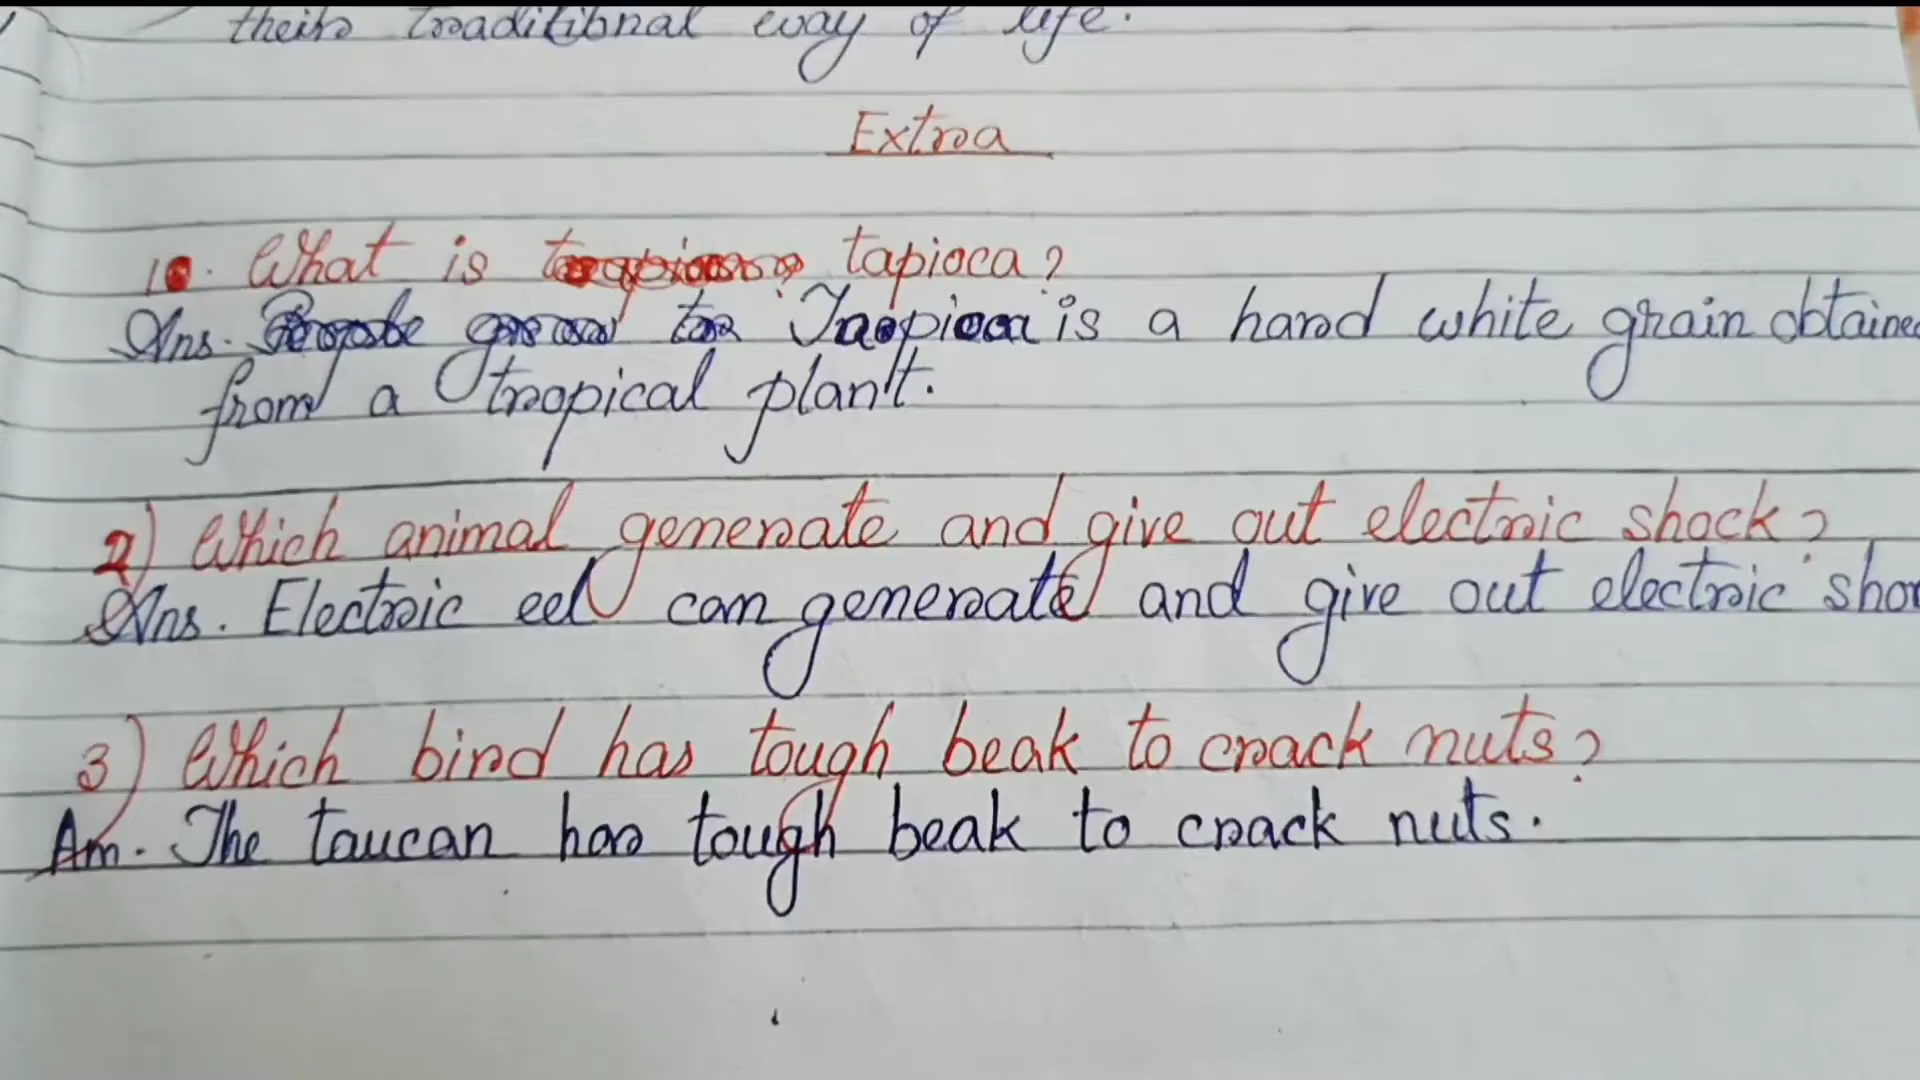 their traditional way of life.
Extra
1. What is tapioca?
Ans. Tapioca is a hard white grain obtained
from a tropical plant.
2) Which animal generate and give out electric shock?
Ans. Electric eel can generate and give out electric
3) Which bird has tough beak to crack nuts?
Ans. The taucan has tough beak to crack nuts.